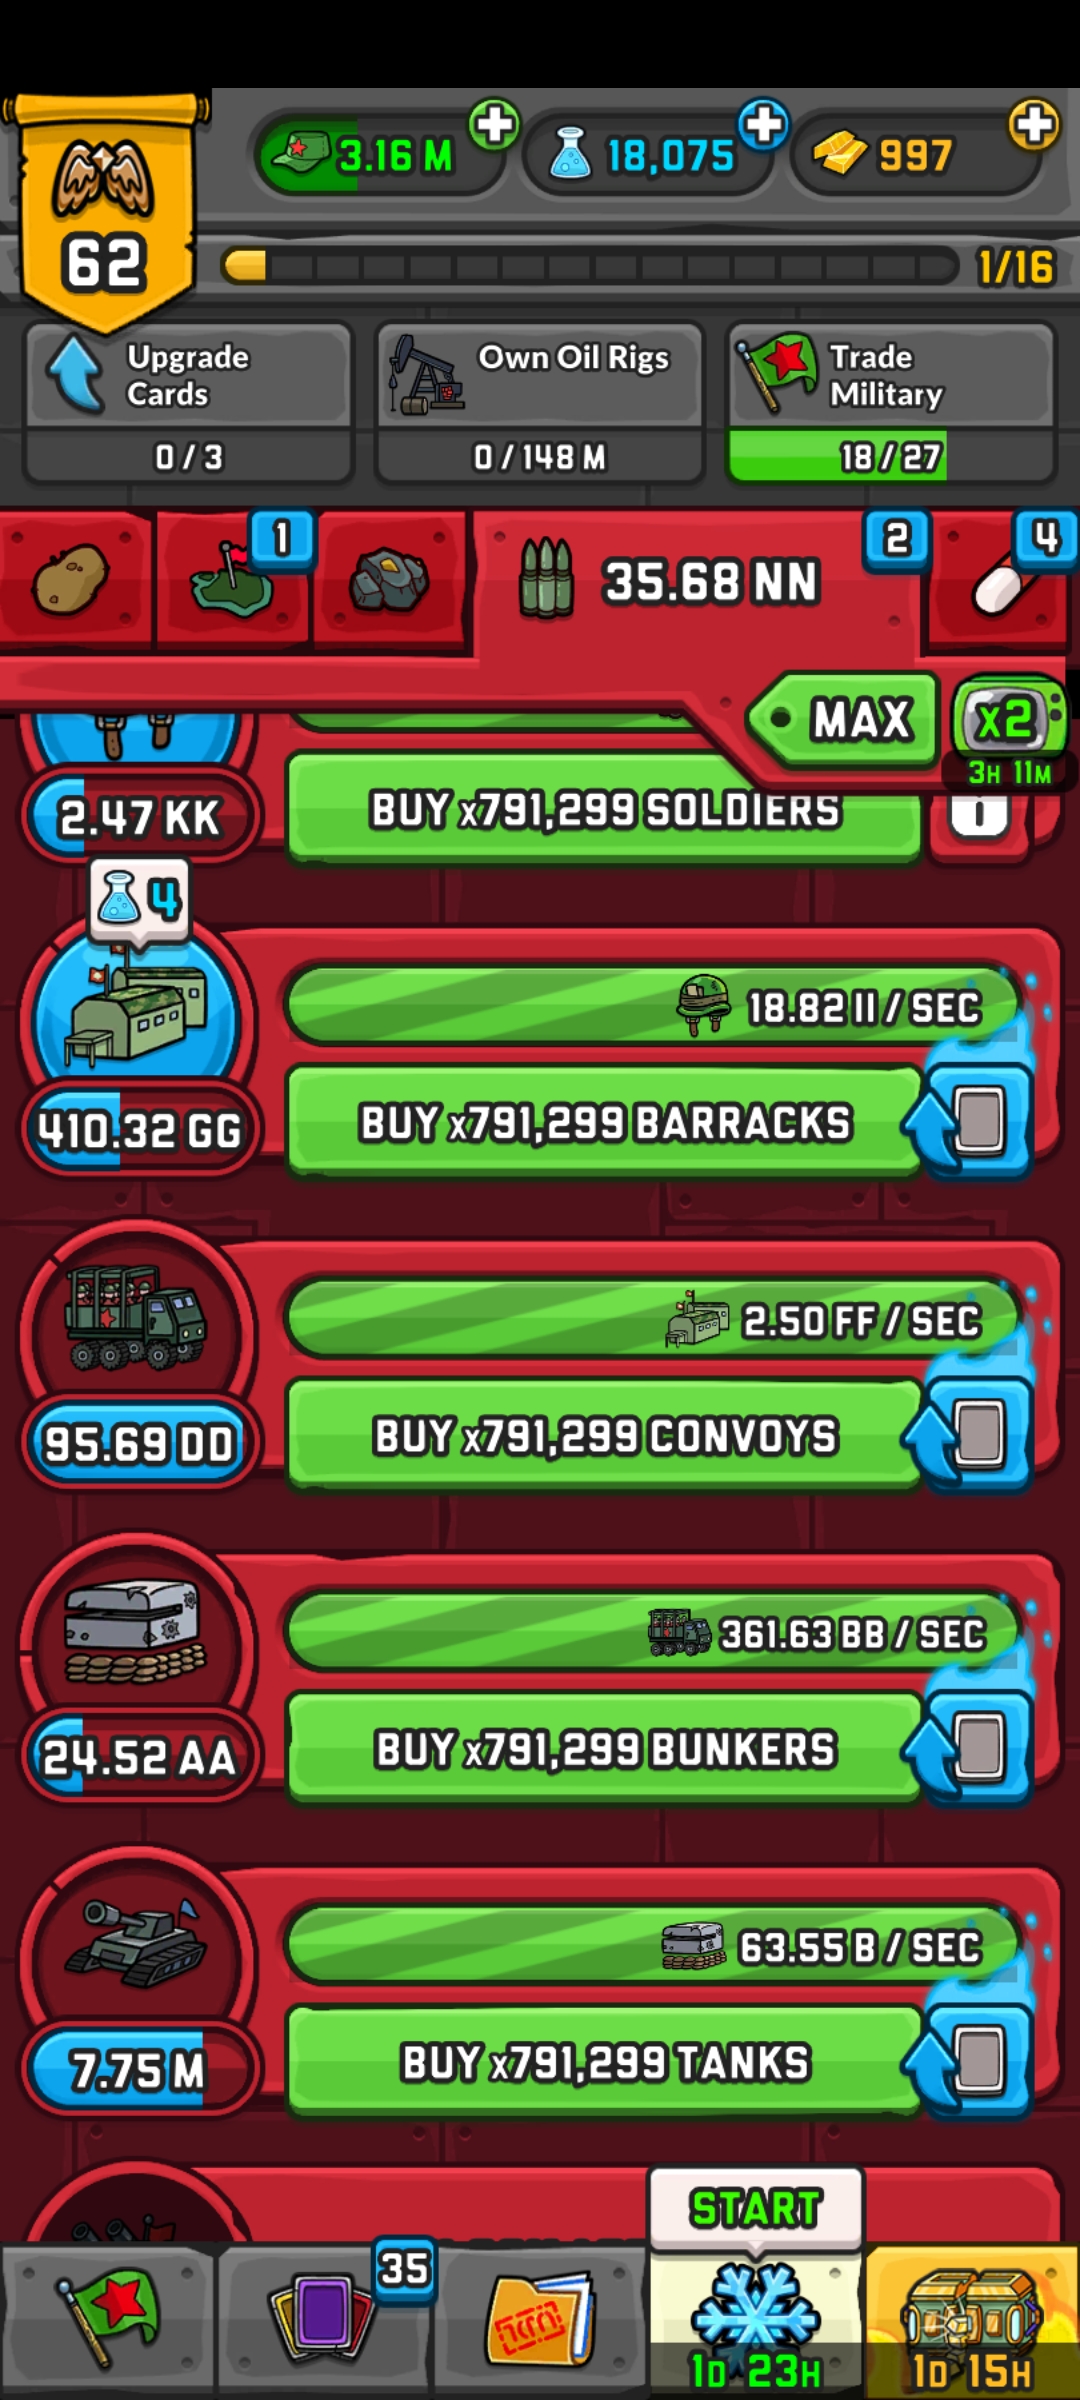 3.16 M
18,075
997
62
1/16
Upgrade
Cards
0 / 3
Own Oil Rigs
0 / 148 M
Trade
Military
18 / 27
1
35.68 NN
2
4
MAX
x2
3H 11M
2.47 KK
BUY x791,299 SOLDIERS
i
4
18.82 II / SEC
410.32 GG
BUY x791,299 BARRACKS
2.50 FF / SEC
95.69 DD
BUY x791,299 CONVOYS
361.63 BB / SEC
24.52 AA
BUY x791,299 BUNKERS
63.55 B / SEC
7.75 M
BUY x791,299 TANKS
START
35
1D 23H
1D 15H